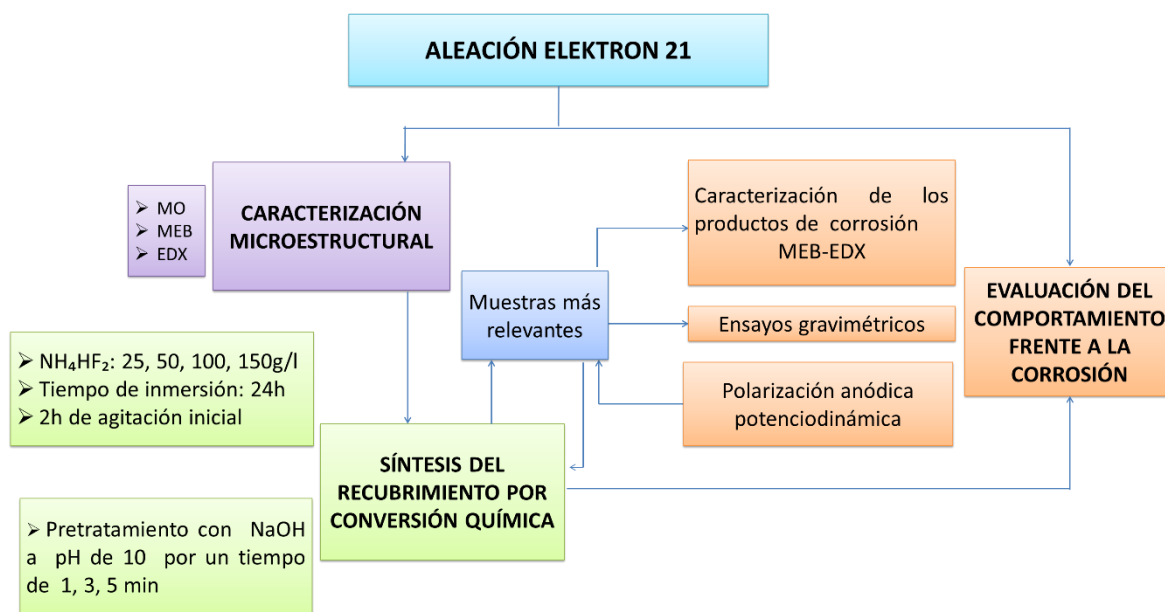 ALEACIÓN ELEKTRON 21
➢ MO
➢ MEB
➢ EDX
CARACTERIZACIÓN
MICROESTRUCTURAL
Caracterización de los
productos de corrosión
MEB-EDX
Muestras más
relevantes
Ensayos gravimétricos
Polarización anódica
potenciodinámica
EVALUACIÓN DEL
COMPORTAMIENTO
FRENTE A LA
CORROSIÓN
➢ NH₄HF₂: 25, 50, 100, 150g/l
➢ Tiempo de inmersión: 24h
➢ 2h de agitación inicial
SÍNTESIS DEL
RECUBRIMIENTO POR
CONVERSIÓN QUÍMICA
➢ Pretratamiento con NaOH
a pH de 10 por un tiempo
de 1, 3, 5 min